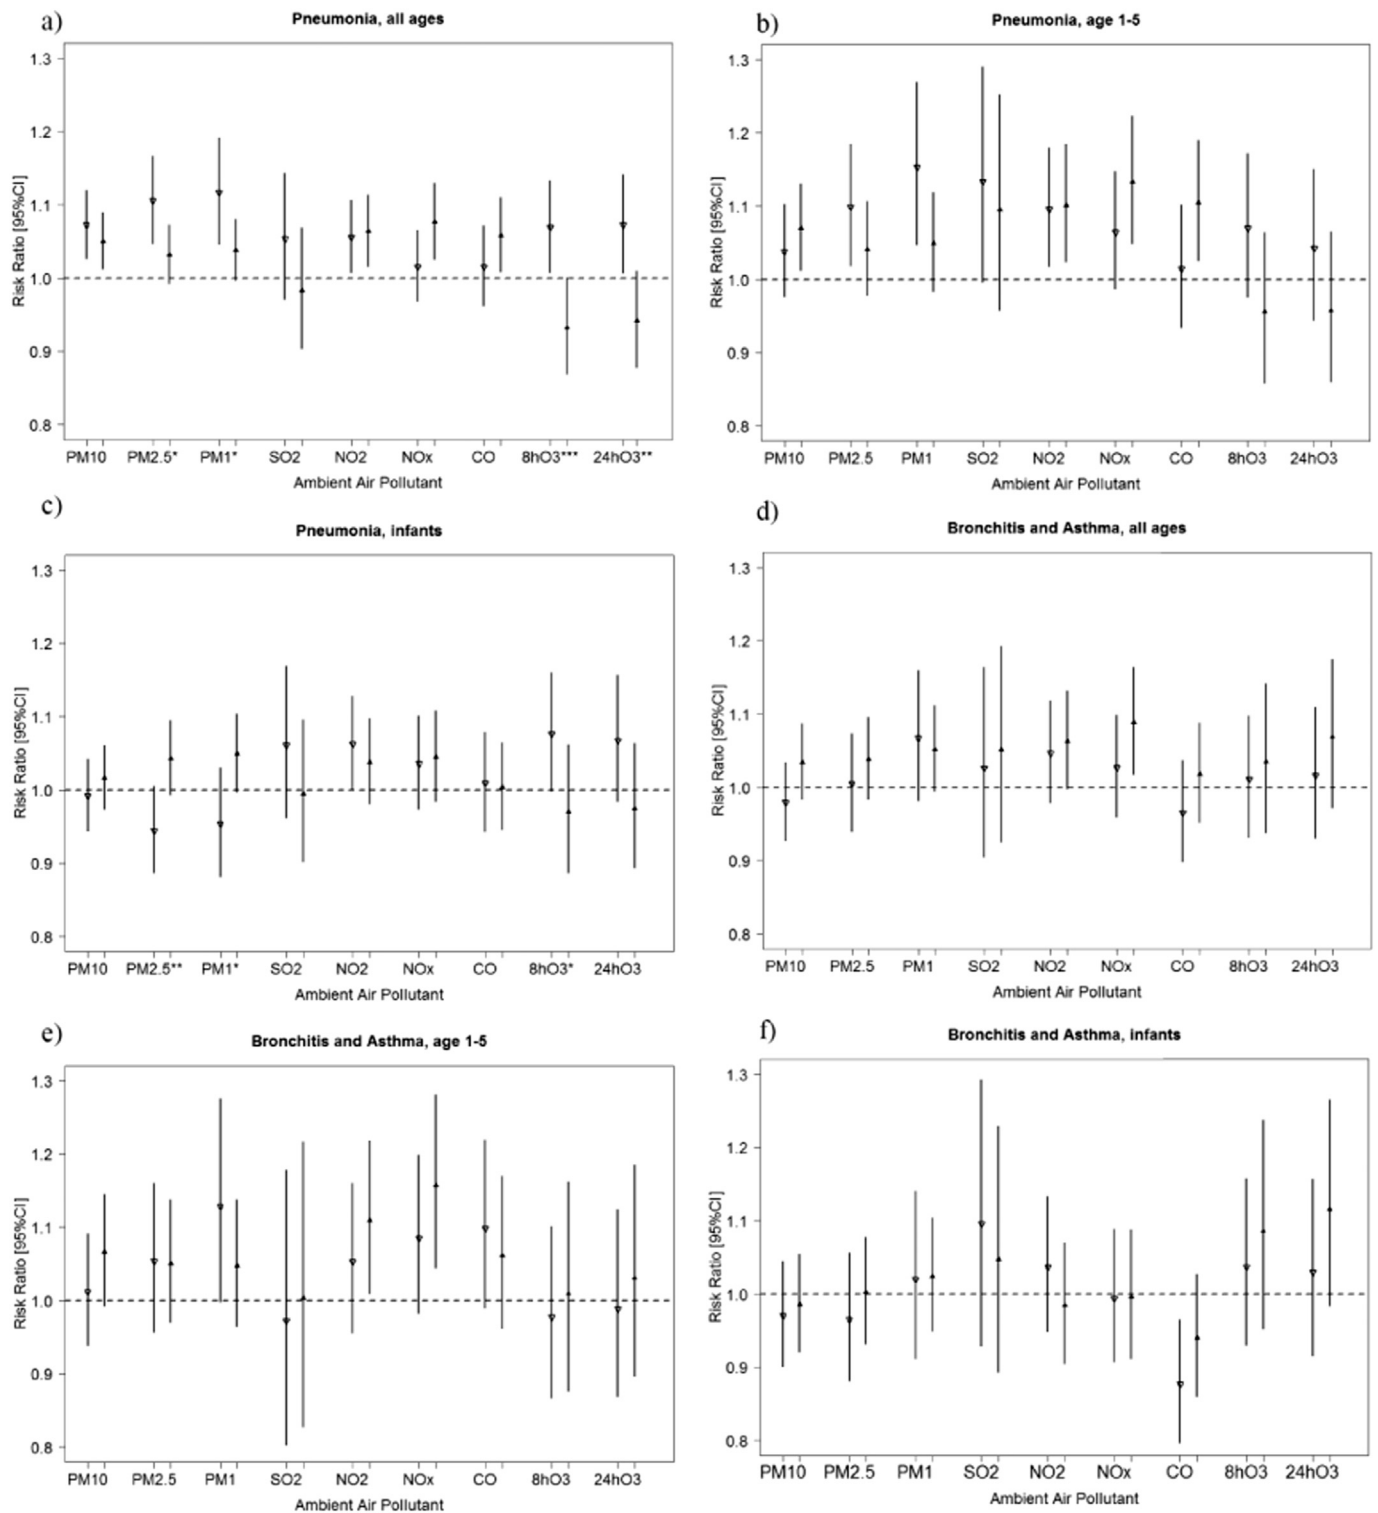 a)
Pneumonia, all ages
Risk Ratio [95%CI]
1.3
1.2
1.1
1.0
0.9
0.8
PM10 PM2.5* PM1* SO2 NO2 NOx CO 8hO3*** 24hO3**
Ambient Air Pollutant
b)
Pneumonia, age 1-5
Risk Ratio [95%CI]
1.3
1.2
1.1
1.0
0.9
0.8
PM10 PM2.5 PM1 SO2 NO2 NOx CO 8hO3 24hO3
Ambient Air Pollutant
c)
Pneumonia, infants
Risk Ratio [95%CI]
1.3
1.2
1.1
1.0
0.9
0.8
PM10 PM2.5** PM1* SO2 NO2 NOx CO 8hO3* 24hO3
Ambient Air Pollutant
d)
Bronchitis and Asthma, all ages
Risk Ratio [95%CI]
1.3
1.2
1.1
1.0
0.9
0.8
PM10 PM2.5 PM1 SO2 NO2 NOx CO 8hO3 24hO3
Ambient Air Pollutant
e)
Bronchitis and Asthma, age 1-5
Risk Ratio [95%CI]
1.3
1.2
1.1
1.0
0.9
0.8
PM10 PM2.5 PM1 SO2 NO2 NOx CO 8hO3 24hO3
Ambient Air Pollutant
f)
Bronchitis and Asthma, infants
Risk Ratio [95%CI]
1.3
1.2
1.1
1.0
0.9
0.8
PM10 PM2.5 PM1 SO2 NO2 NOx CO 8hO3 24hO3
Ambient Air Pollutant